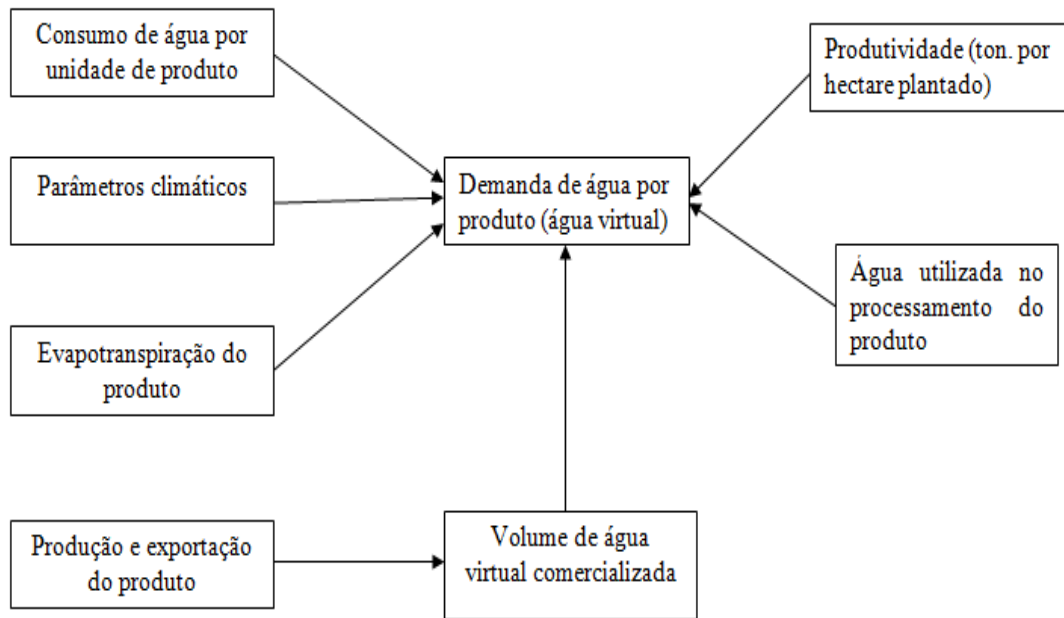 Consumo de água por
unidade de produto
Produtividade (ton. por
hectare plantado)
Parâmetros climáticos
Demanda de água por
produto (água virtual)
Água utilizada no
processamento do
produto
Evapotranspiração do
produto
Produção e exportação
do produto
Volume de água
virtual comercializada